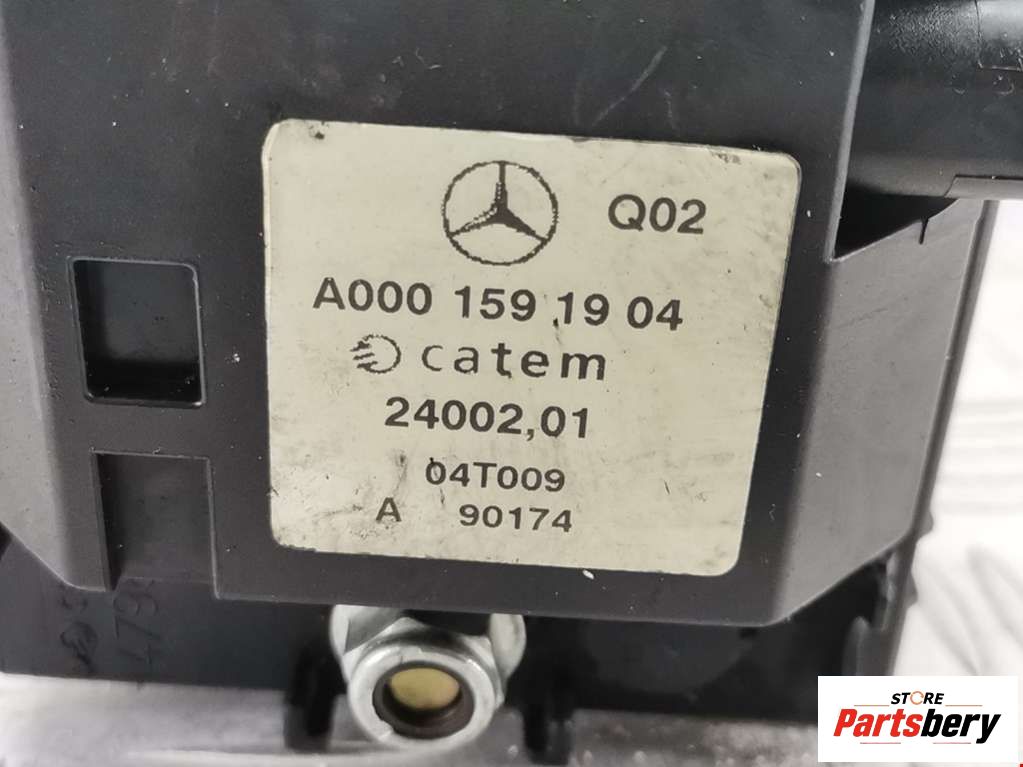 Q02
A000 159 19 04
catem
24002,01
04T009
A 90174
STORE
Partsbery